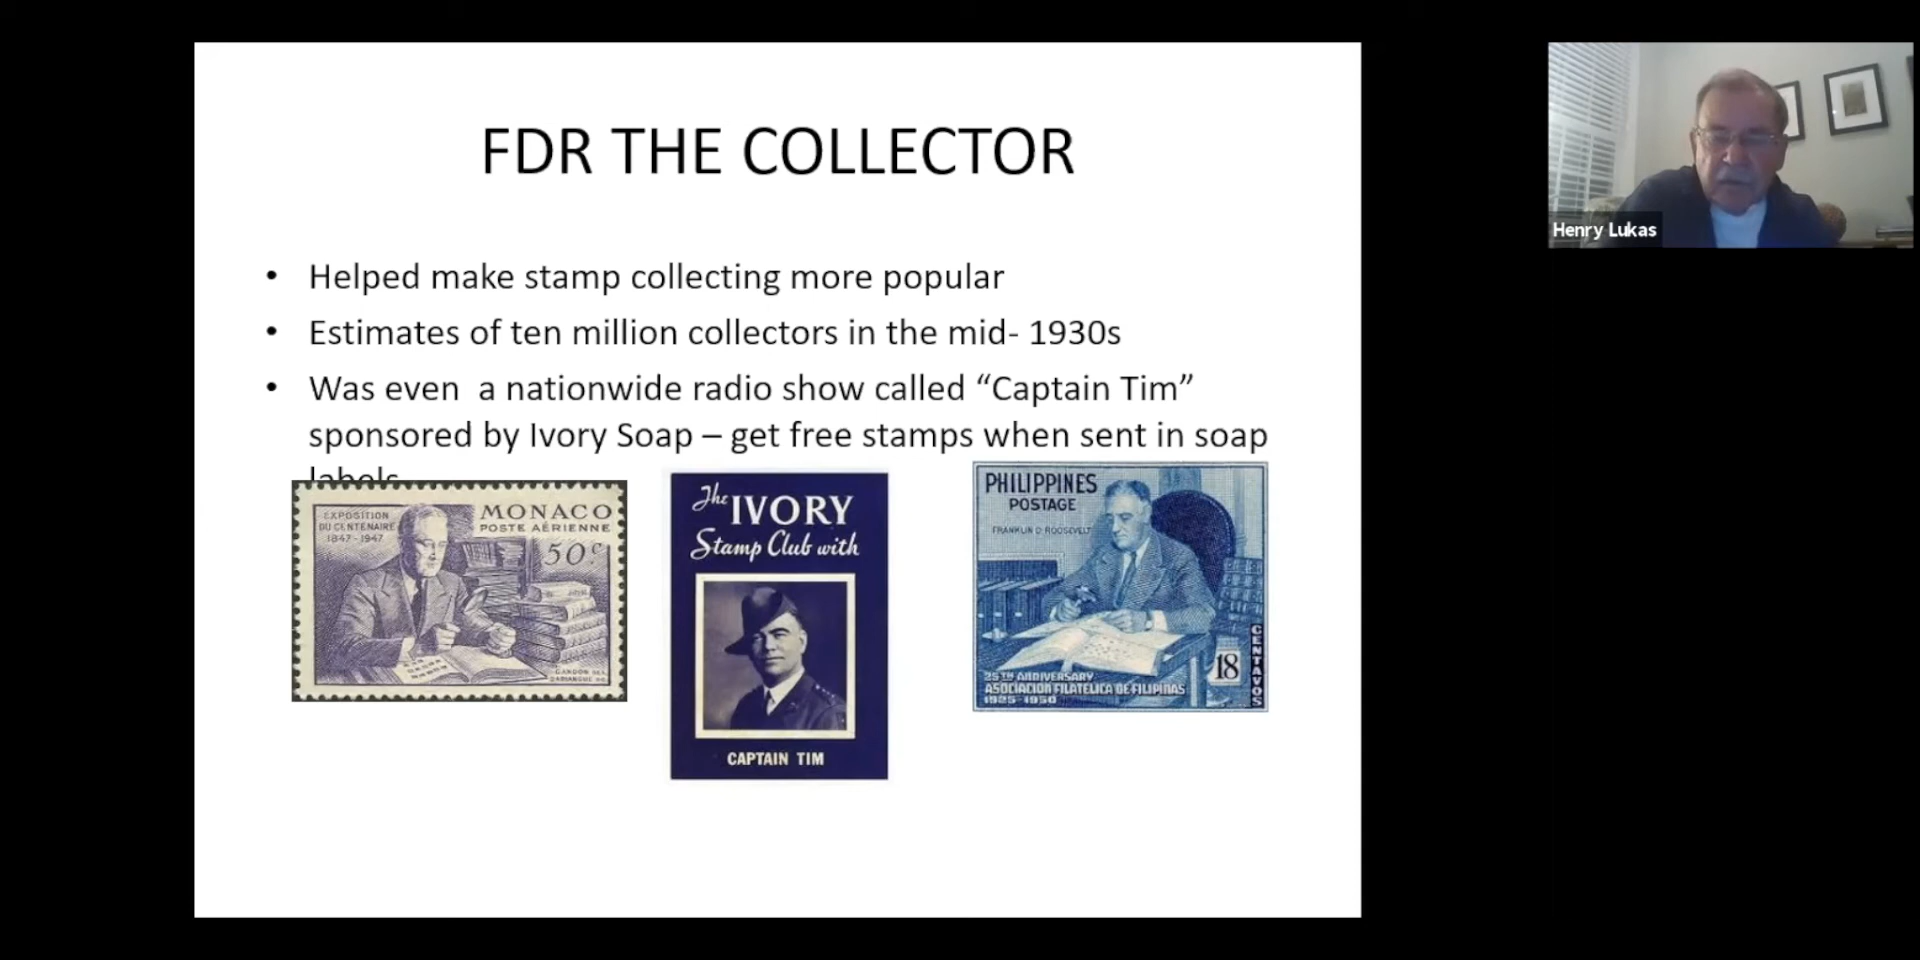 FDR THE COLLECTOR
• Helped make stamp collecting more popular
• Estimates of ten million collectors in the mid- 1930s
• Was even  a nationwide radio show called “Captain Tim”
sponsored by Ivory Soap – get free stamps when sent in soap
labels
EXPOSITION
DU CENTENAIRE
1847-1947
MONACO
POSTE AÉRIENNE
50c.
The IVORY
Stamp Club with
CAPTAIN TIM
PHILIPPINES
POSTAGE
FRANKLIN D ROOSEVELT
18
CENTAVOS
25TH ANNIVERSARY
ASOCIACION FILATELICA DE FILIPINAS
1925-1950
Henry Lukas